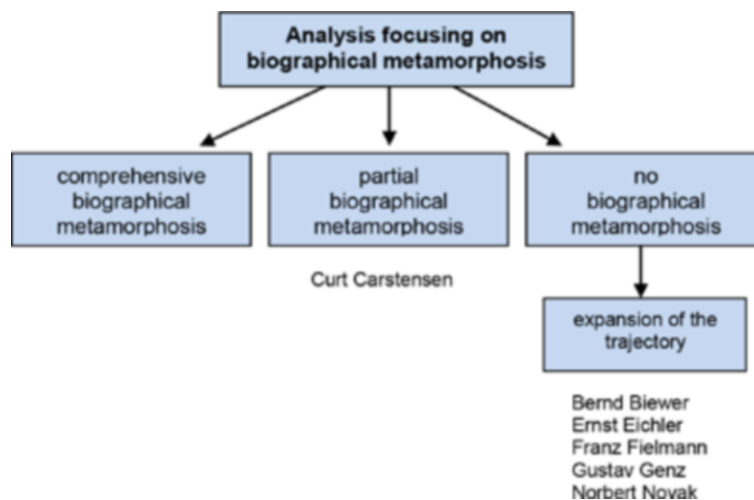 Analysis focusing on
biographical metamorphosis
comprehensive
biographical
metamorphosis
partial
biographical
metamorphosis
no
biographical
metamorphosis
Curt Carstensen
expansion of the
trajectory
Bernd Biewer
Ernst Eichler
Franz Fielmann
Gustav Genz
Norbert Novak